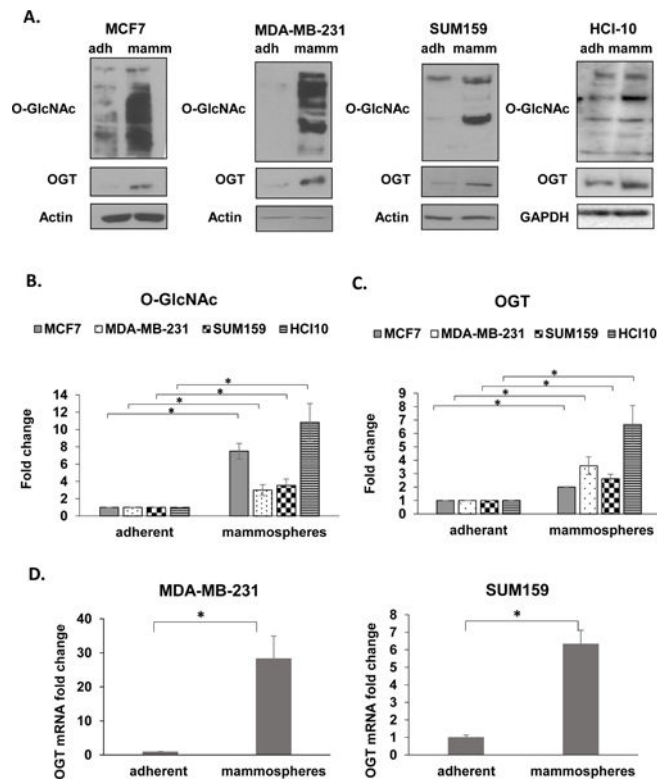 A.
MCF7 MDA-MB-231 SUM159 HCI-10
adh mamm adh mamm adh mamm adh mamm
O-GlcNAc O-GlcNAc O-GlcNAc O-GlcNAc
OGT OGT OGT OGT
Actin Actin Actin GAPDH
B.
O-GlcNAc
MCF7 MDA-MB-231 SUM159 HCI10
Fold change
14
12
10
8
6
4
2
0
* * * *
adherent mammospheres
C.
OGT
MCF7 MDA-MB-231 SUM159 HCI10
Fold change
9
8
7
6
5
4
3
2
1
0
* * * *
adherant mammospheres
D.
MDA-MB-231
OGT mRNA fold change
40
30
20
10
0
*
adherent mammospheres
SUM159
OGT mRNA fold change
8
7
6
5
4
3
2
1
0
*
adherent mammospheres